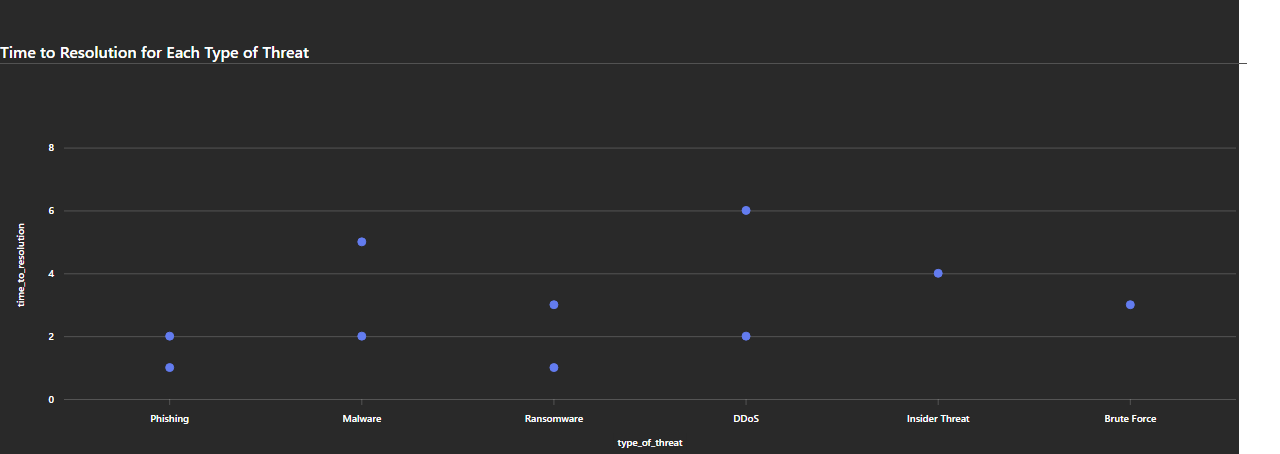 Time to Resolution for Each Type of Threat
8
6
4
2
0
time_to_resolution
Phishing Malware Ransomware DDoS Insider Threat Brute Force
type_of_threat